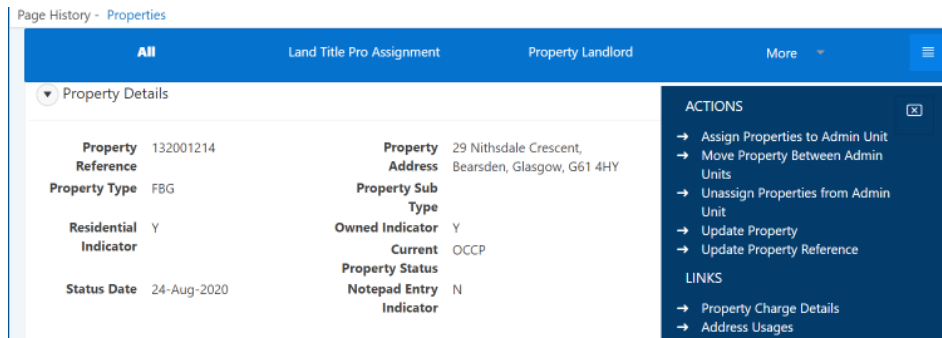 Page History - Properties
All Land Title Pro Assignment Property Landlord More
Property Details
Property Reference 132001214
Property Address 29 Nithsdale Crescent,
Bearsden, Glasgow, G61 4HY
Property Type FBG
Property Sub Type
Residential Indicator Y
Owned Indicator Y
Current Property Status OCCP
Status Date 24-Aug-2020
Notepad Entry Indicator N
ACTIONS
→ Assign Properties to Admin Unit
→ Move Property Between Admin
Units
→ Unassign Properties from Admin
Unit
→ Update Property
→ Update Property Reference
LINKS
→ Property Charge Details
→ Address Usages